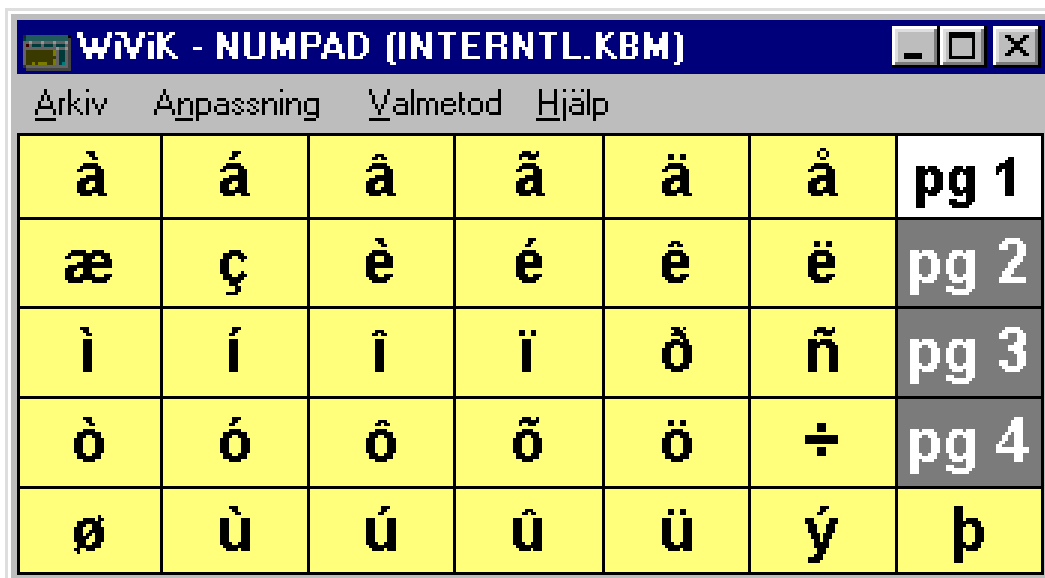 WiViK - NUMPAD (INTERNTL.KBM)
Arkiv Anpassning Valmetod Hjälp
à á â ã ä å pg 1
æ ç è é ê ë pg 2
ì í î ï ð ñ pg 3
ò ó ô õ ö ÷ pg 4
ø ù ú û ü ý þ